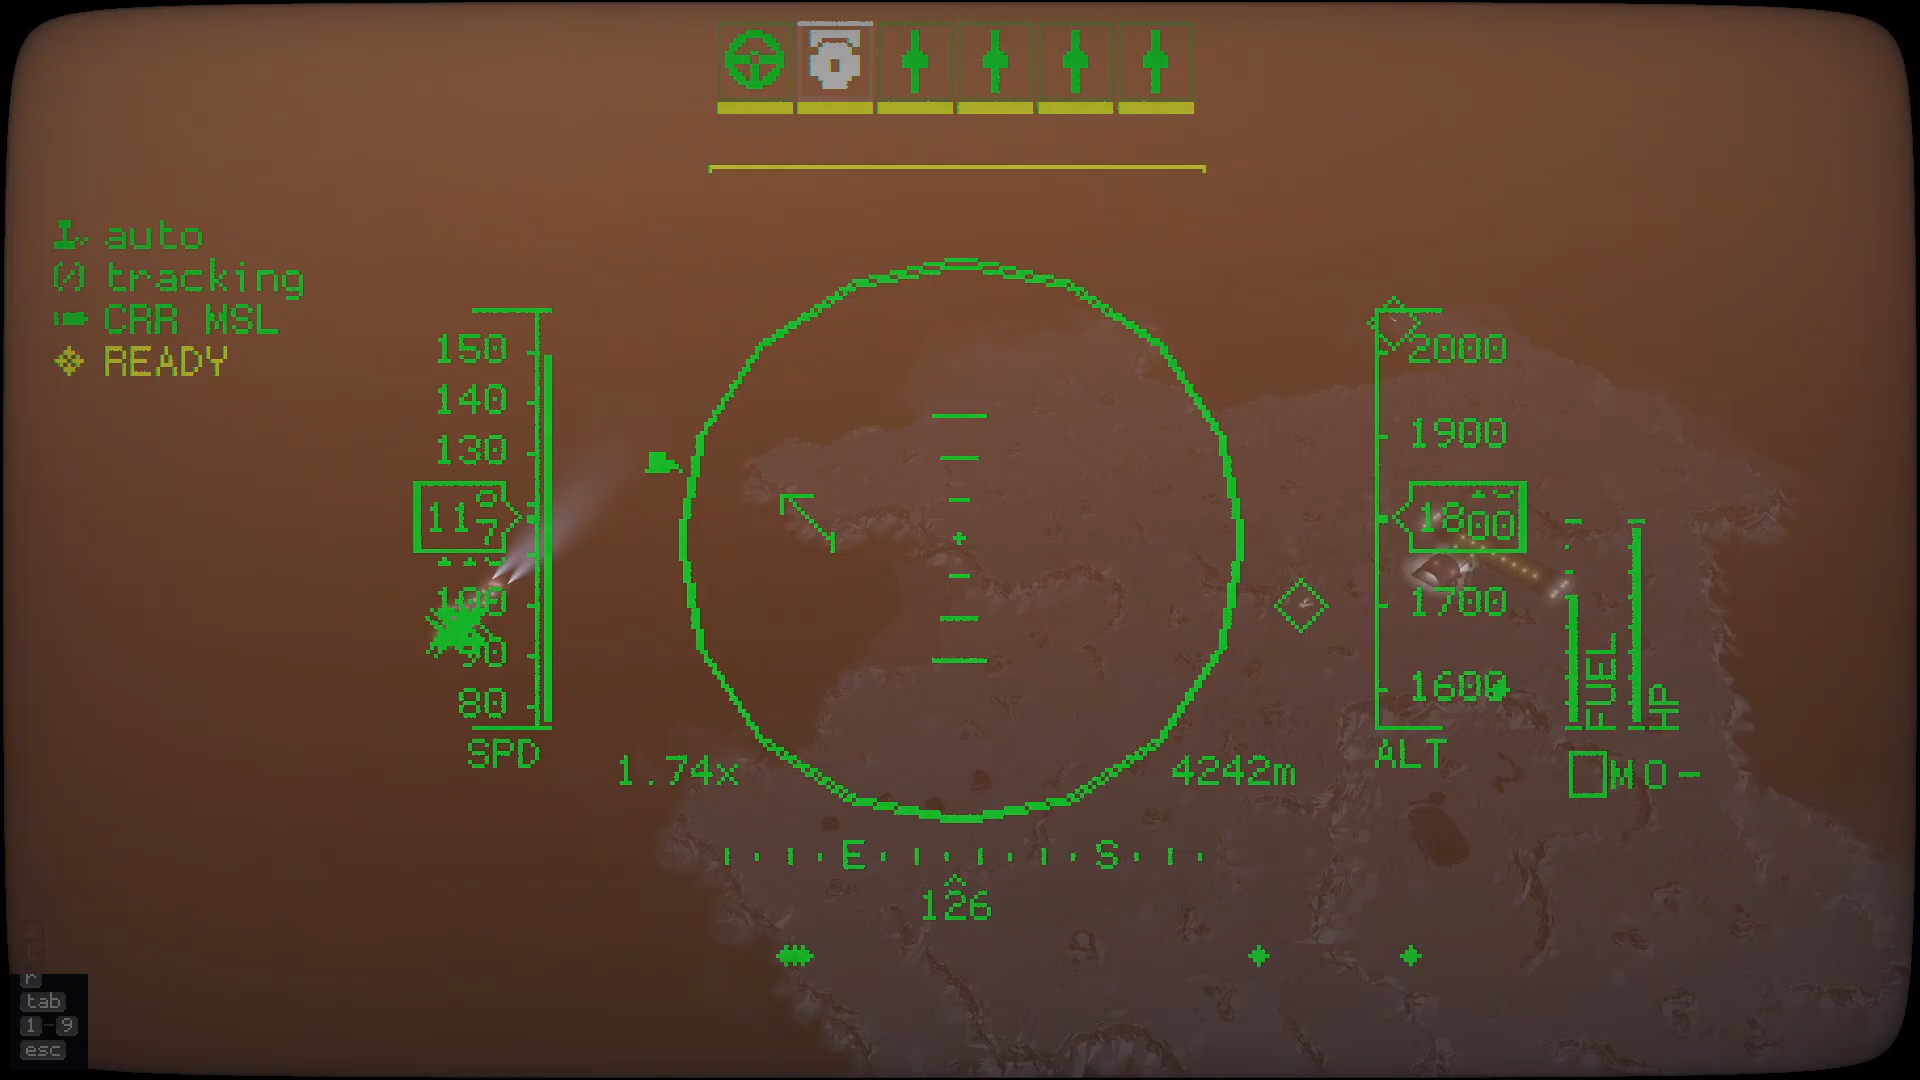 auto
tracking
CRR MSL
READY
150
140
130
117
100
90
80
SPD
2000
1900
1800
1700
1600
ALT
FUEL
HP
1.74x
4242m
MO-
E
S
126
r
tab
1-9
esc